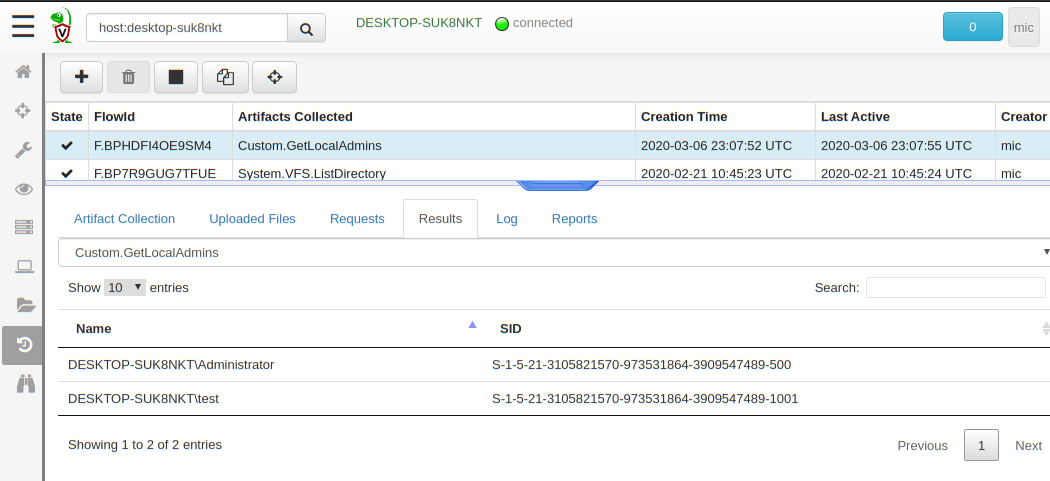 host:desktop-suk8nkt DESKTOP-SUK8NKT connected 0 mic
State FlowId Artifacts Collected Creation Time Last Active Creator
F.BPHDFI4OE9SM4 Custom.GetLocalAdmins 2020-03-06 23:07:52 UTC 2020-03-06 23:07:55 UTC mic
F.BP7R9GUG7TFUE System.VFS.ListDirectory 2020-02-21 10:45:23 UTC 2020-02-21 10:45:24 UTC mic
Artifact Collection Uploaded Files Requests Results Log Reports
Custom.GetLocalAdmins
Show 10 entries Search:
Name SID
DESKTOP-SUK8NKT\Administrator S-1-5-21-3105821570-973531864-3909547489-500
DESKTOP-SUK8NKT\test S-1-5-21-3105821570-973531864-3909547489-1001
Showing 1 to 2 of 2 entries Previous 1 Next